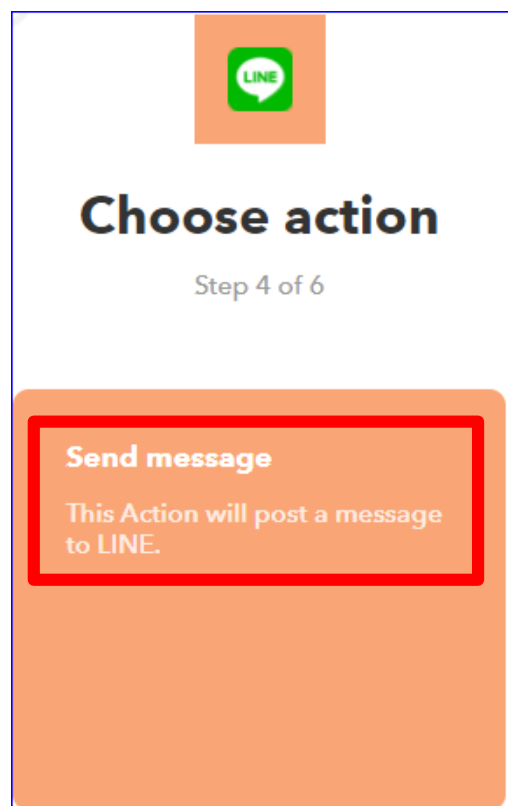 LINE
Choose action
Step 4 of 6
Send message
This Action will post a message
to LINE.